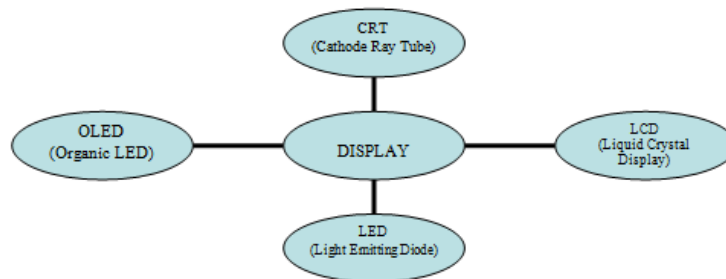 CRT
(Cathode Ray Tube)
OLED
(Organic LED)
DISPLAY
LCD
(Liquid Crystal
Display)
LED
(Light Emitting Diode)